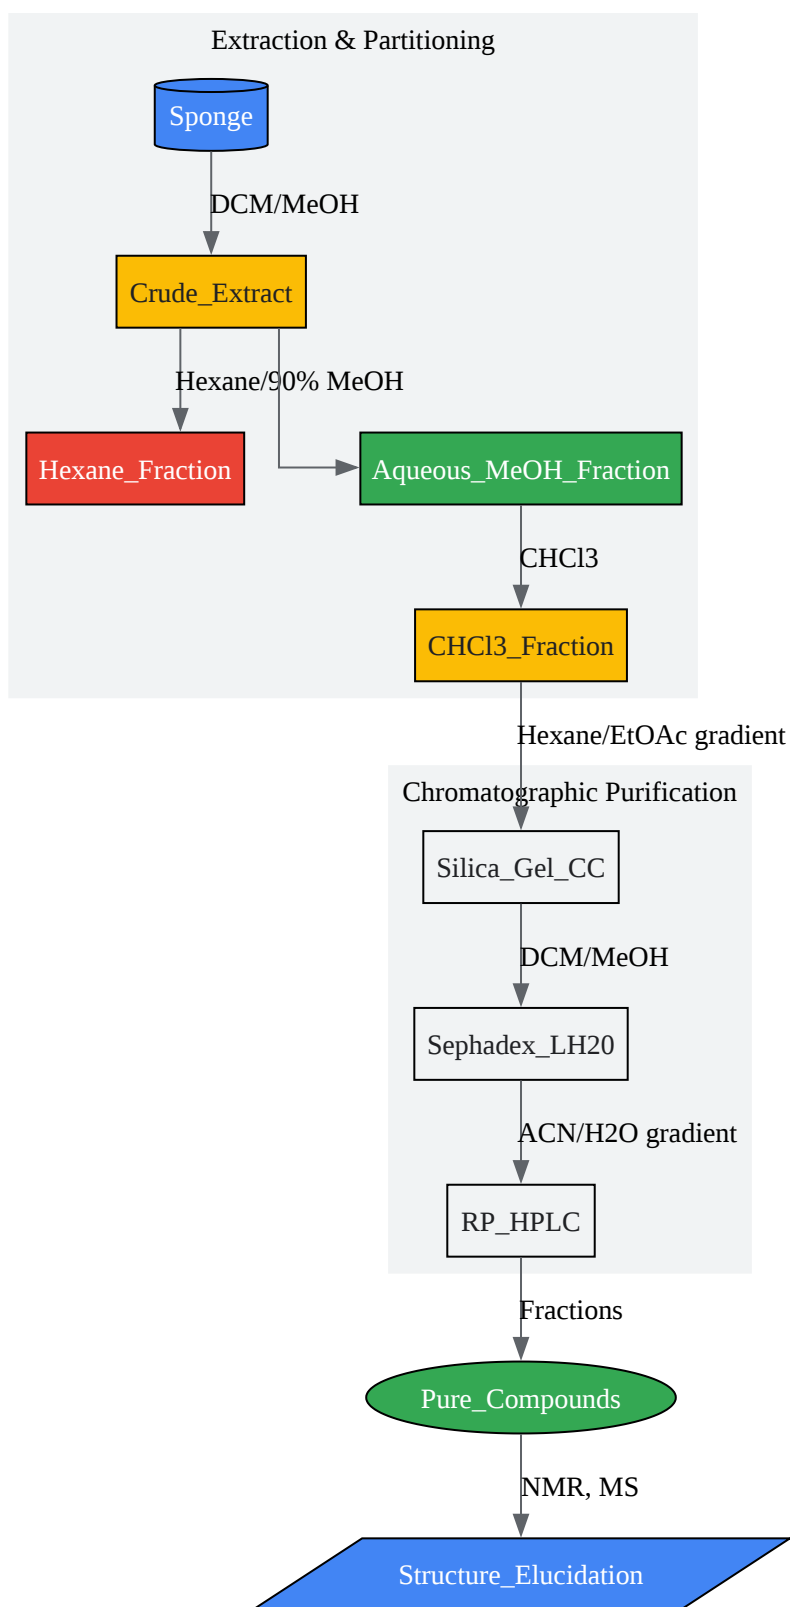 Extraction & Partitioning
Sponge
DCM/MeOH
Crude_Extract
Hexane/90% MeOH
Hexane_Fraction
Aqueous_MeOH_Fraction
CHCl3
CHCl3_Fraction
Hexane/EtOAc gradient
Chromatographic Purification
Silica_Gel_CC
DCM/MeOH
Sephadex_LH20
ACN/H2O gradient
RP_HPLC
Fractions
Pure_Compounds
NMR, MS
Structure_Elucidation